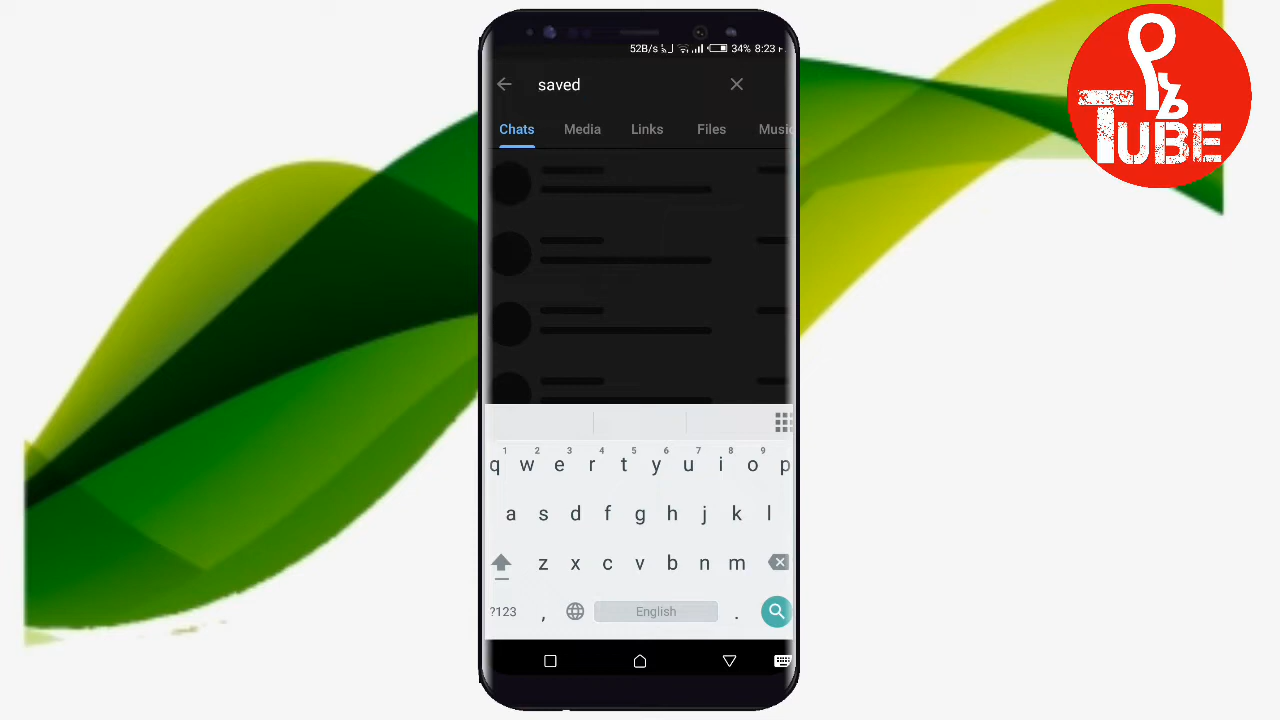 52B/s 34% 8:23
saved
Chats Media Links Files Musi
1 2 3 4 5 6 7 8 9
q w e r t y u i o p
a s d f g h j k l
z x c v b n m
?123 , English .
TUBE